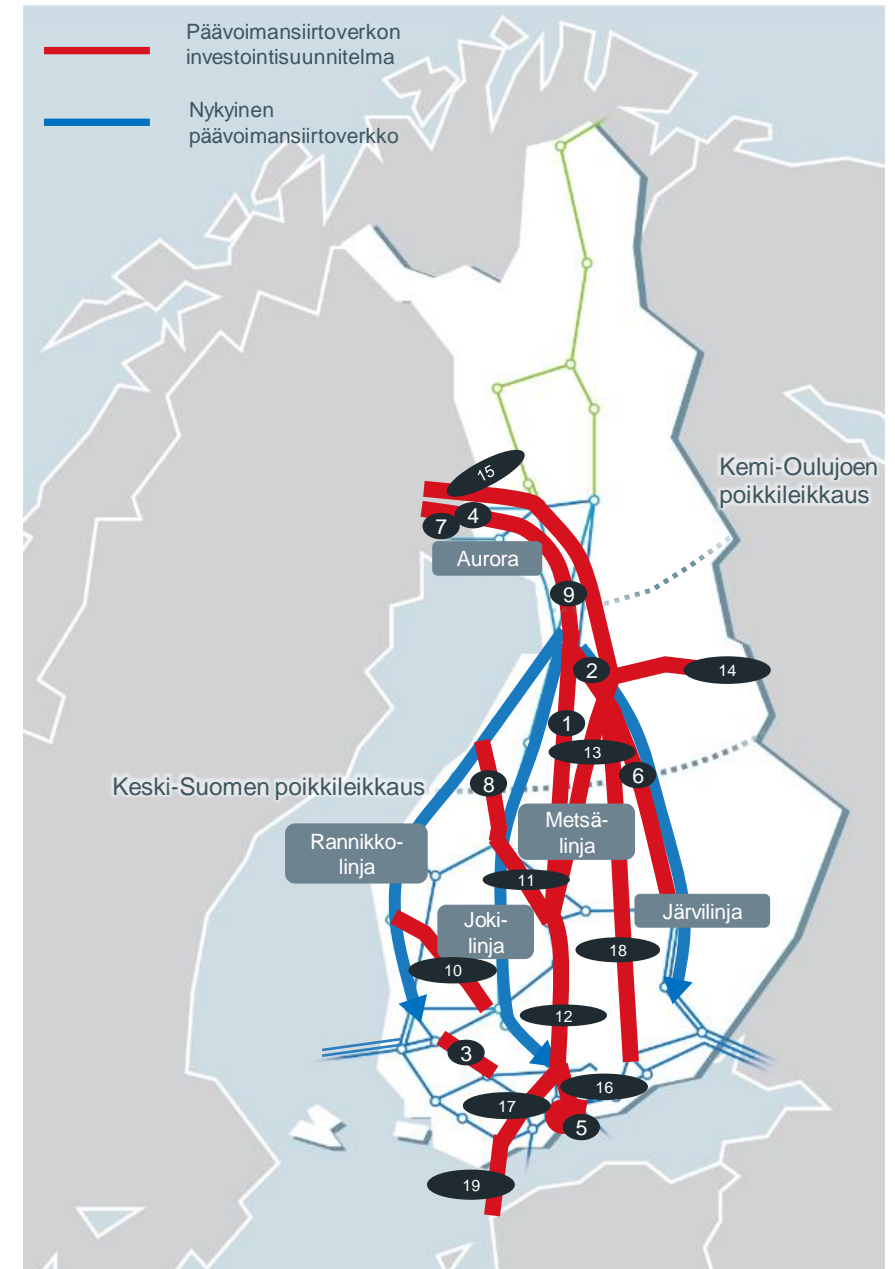 Päävoimansiirtoverkon
investointisuunnitelma
Nykyinen
päävoimansiirtoverkko
15
Kemi-Oulujoen
poikkileikkaus
4
7
Aurora
9
2
14
1
13
6
8
Keski-Suomen poikkileikkaus
Metsä-
linja
Rannikko-
linja
11
Järvilinja
Joki-
linja
18
10
12
3
16
17
5
19